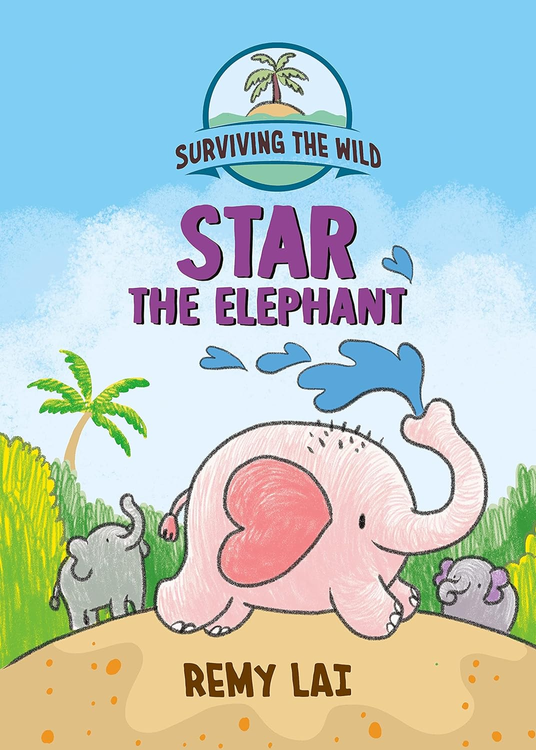 SURVIVING THE WILD
STAR
THE ELEPHANT
REMY LAI